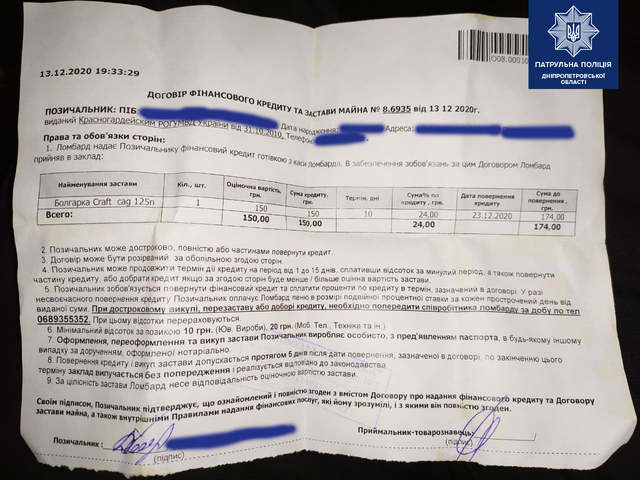 ПАТРУЛЬНА ПОЛІЦІЯ
ДНІПРОПЕТРОВСЬКОЇ
ОБЛАСТІ
13.12.2020 19:33:29
ДОГОВІР ФІНАНСОВОГО КРЕДИТУ ТА ЗАСТАВИ МАЙНА № 8.6935 від 13 12 2020г.
ПОЗИЧАЛЬНИК: ПІБ
виданий Красногвардейским РОГУМВД Украини від 31.10.2010, Телефон Дата народження: Адреса:
Права та обов'язки сторін:
1. Ломбард надає Позичальнику фінансовий кредит готівкою з каси Ломбарда. В забезпечення зобов'язань за цим Договором Ломбард
прийняв в заклад:
Найменування застави Кіл., шт. Оціночна вартість, грн. Сума кредиту, грн. Термін, дні Сума% по кредиту, грн. Дата повернення кредиту Сума до повернення, грн.
Болгарка Craft cag 125n 1 150 150 10 24,00 23.12.2020 174,00
Всього: 150,00 150,00 24,00 174,00
2. Позичальник може достроково, повністю або частинами повернути кредит.
3. Договір може бути розірваний, за обопільною згодою сторін.
4. Позичальник може продовжити термін дії кредиту на период від 1 до 15 днів, сплативши відсоток за минулий період, а також повернути
частину кредиту, або добрати кредит якщо за згодою сторін буде менше / більше оцінна вартість застави.
5. Позичальник зобов'язується повернути фінансовий кредит та сплатити проценти по кредиту в термін, зазначений в договорі. У разі
несвоєчасного повернення кредиту Позичальник оплачує Ломбард пеню в розмірі подвійної процентної ставки за кожен прострочений день від
виданої суми. При достроковому викупі, перезаставу або дорахові кредит, необхідно попередити співробітника ломбарду за добу по тел
0689355352. При цьому відсотки перераховуються.
6. Мінімальний відсоток за позикою 10 грн. (Юв. Вироби), 20 грн. (Моб. Тел., Техніка та ін.)
7. Оформлення, переоформлення та викуп застави Позичальник виробляє особисто, з пред'явленням паспорта, в будь-якому іншому
випадку за дорученням, оформленої нотаріально.
8. Повернення кредиту і викуп застави допускається протягом 5 днів після дати повернення, зазначеної в договорі, по закінченню цього
терміну заклад вилучається без попередження і реалізується відповідно до законодавства
9. За цілість застави Ломбард несе відповідальність оціночною вартістю застави.
Своїм підписом, Позичальник підтверджує, що ознайомлений і повністю згоден з вмістом Договору про надання фінансового кредиту та Договору
застави майна, а також внутрішніми Правилами надання фінансових послуг, які йому зрозумілі, і з якими він повністю згоден.
Позичальник :
(підпис)
Приймальник-товарознавець:
(підпис)